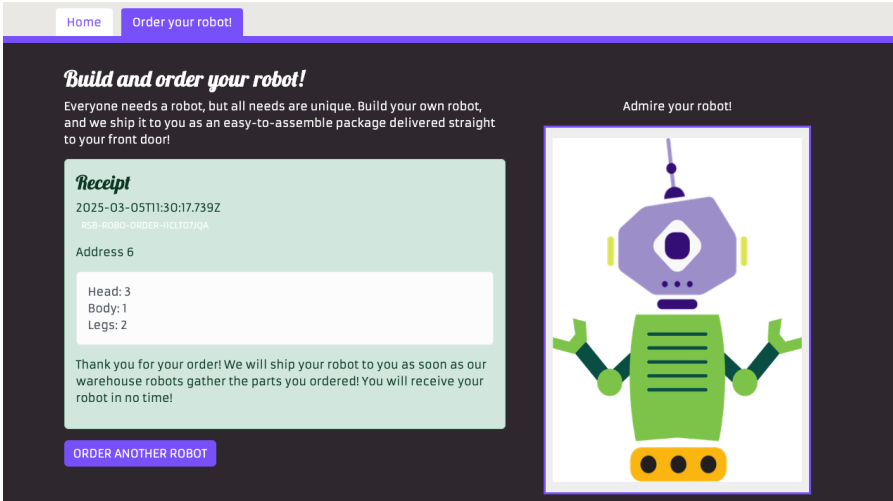 Home
Order your robot!
Build and order your robot!
Everyone needs a robot, but all needs are unique. Build your own robot,
and we ship it to you as an easy-to-assemble package delivered straight
to your front door!
Admire your robot!
Receipt
2025-03-05T11:30:17.739Z
Address 6
Head: 3
Body: 1
Legs: 2
Thank you for your order! We will ship your robot to you as soon as our
warehouse robots gather the parts you ordered! You will receive your
robot in no time!
ORDER ANOTHER ROBOT